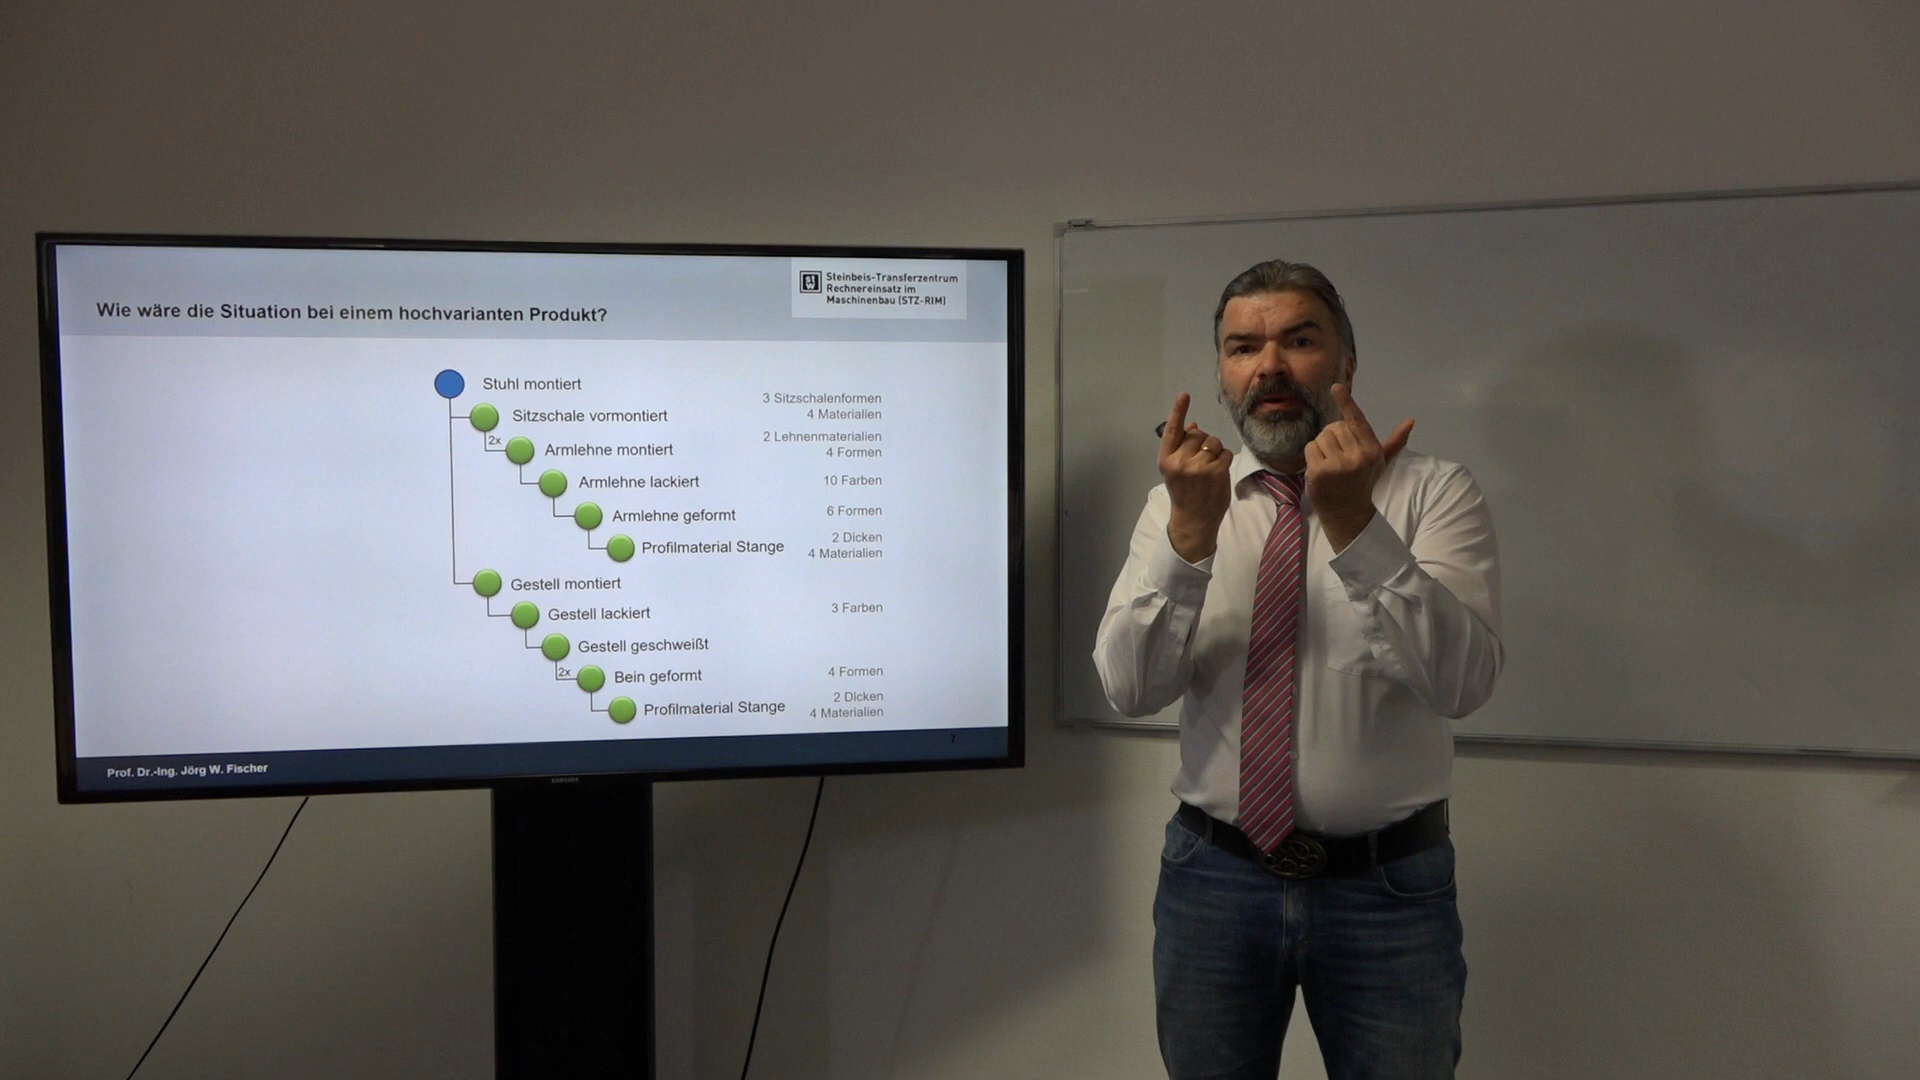 Steinbeis-Transferzentrum
Rechnereinsatz im
Maschinenbau (STZ-RIM)
Wie wäre die Situation bei einem hochvarianten Produkt?
Stuhl montiert
3 Sitzschalenformen
Sitzschale vormontiert
4 Materialien
2x
Armlehne montiert
2 Lehnenmaterialien
4 Formen
Armlehne lackiert
10 Farben
Armlehne geformt
6 Formen
Profilmaterial Stange
2 Dicken
4 Materialien
Gestell montiert
Gestell lackiert
3 Farben
Gestell geschweißt
2x
Bein geformt
4 Formen
Profilmaterial Stange
2 Dicken
4 Materialien
7
Prof. Dr.-Ing. Jörg W. Fischer
SAMSUNG